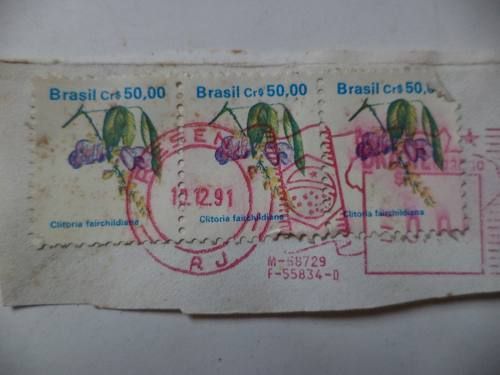 Brasil Cr$ 50,00
Brasil Cr$ 50,00
Brasil Cr$ 50,
12.12.91
Clitoria fairchildiana
Clitoria fairchildiana
Clitoria fairchildiana
RJ
M-68729
F-55834-D